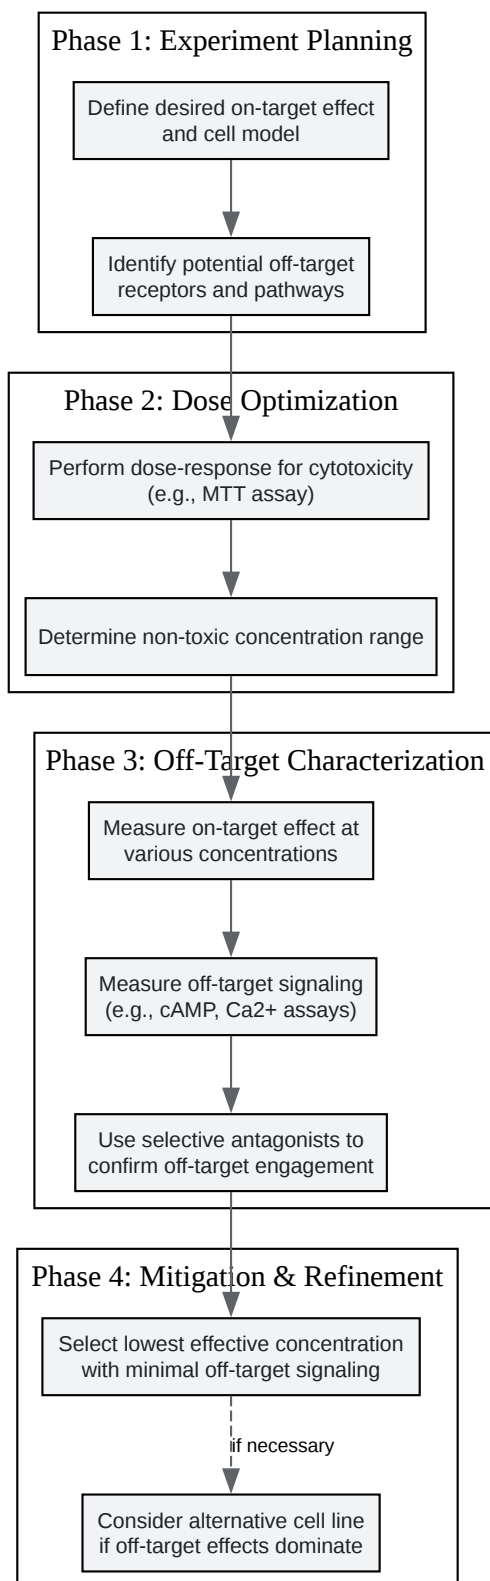 Phase 1: Experiment Planning
Define desired on-target effect
and cell model
Identify potential off-target
receptors and pathways
Phase 2: Dose Optimization
Perform dose-response for cytotoxicity
(e.g., MTT assay)
Determine non-toxic concentration range
Phase 3: Off-Target Characterization
Measure on-target effect at
various concentrations
Measure off-target signaling
(e.g., cAMP, Ca2+ assays)
Use selective antagonists to
confirm off-target engagement
Phase 4: Mitigation & Refinement
Select lowest effective concentration
with minimal off-target signaling
if necessary
Consider alternative cell line
if off-target effects dominate